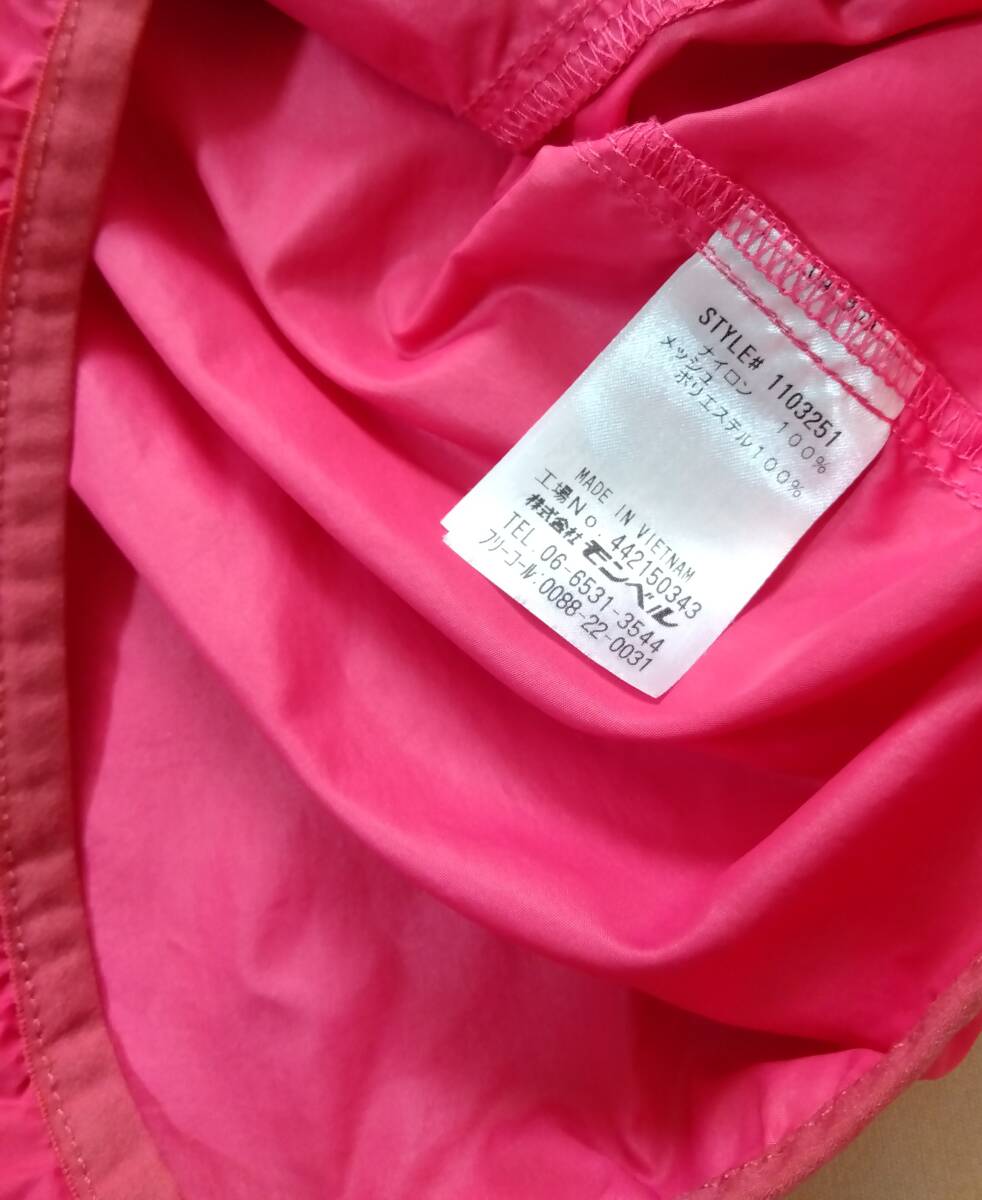 STYLE# 1103251
ナイロン 100%
メッシュ
ポリエステル100%
MADE IN VIETNAM
工場No. 442150343
株式会社モンベル
TEL.06-6531-3544
フリーコール:0088-22-0031